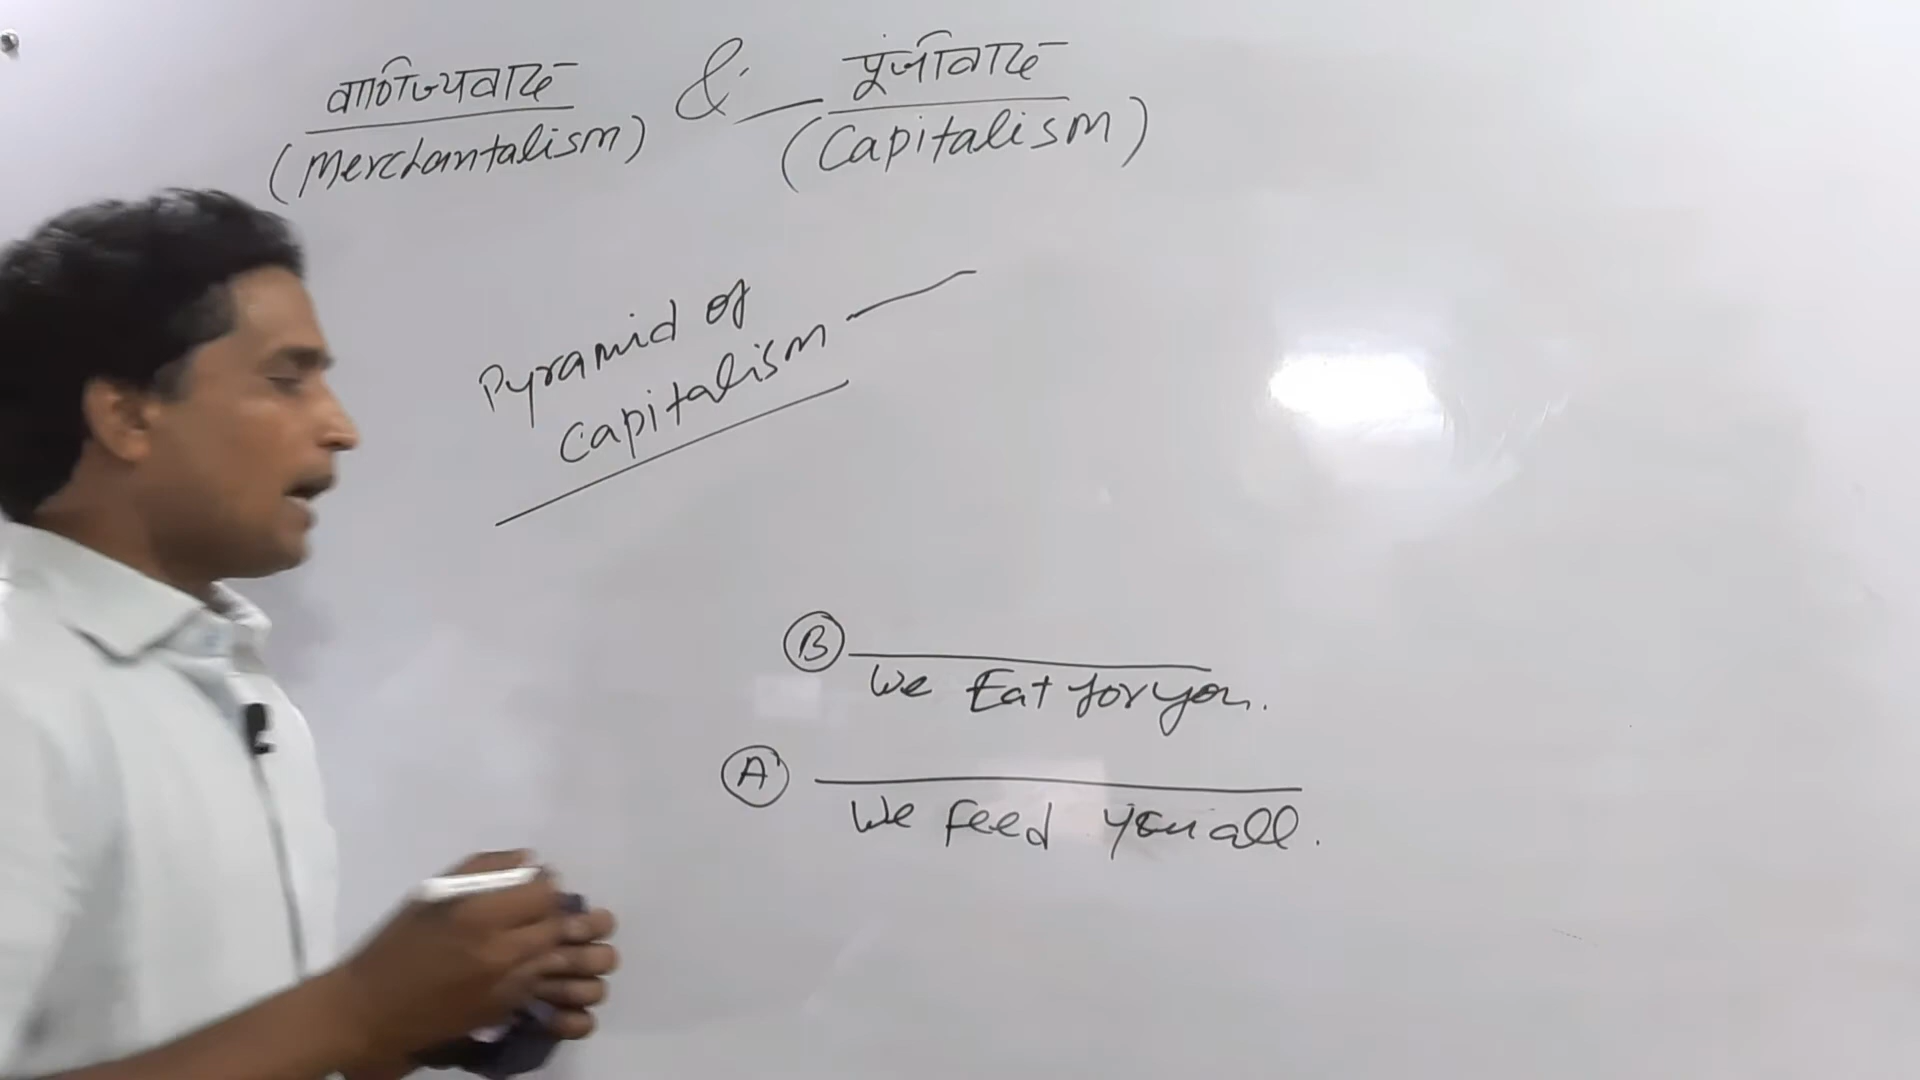 वाणिज्यवाद & पूंजीवाद
(Merchantalism) (Capitalism)
Pyramid of
Capitalism
B
We Eat for you.
A
We Feed you all.